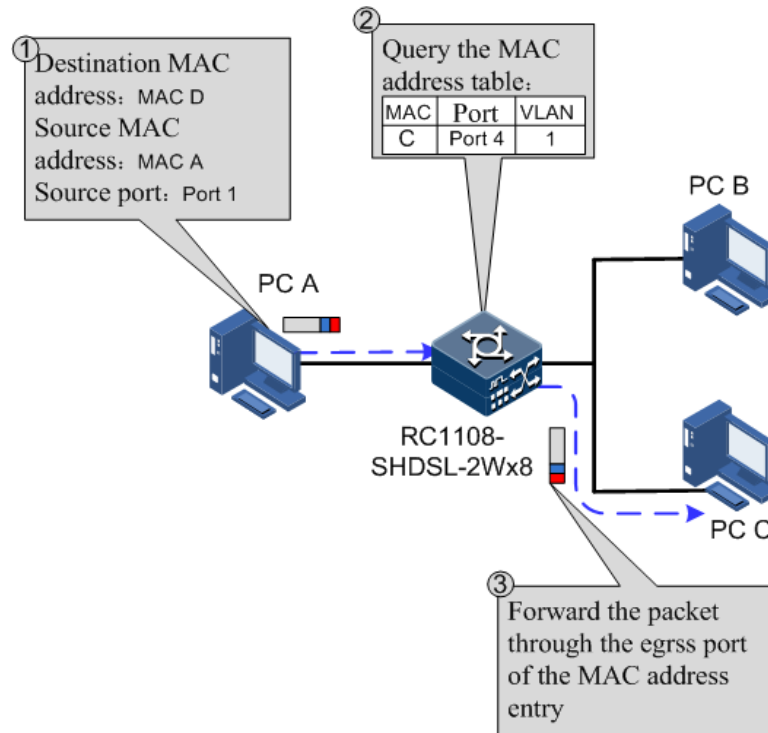 ①
Destination MAC
address: MAC D
Source MAC
address: MAC A
Source port: Port 1
②
Query the MAC
address table:
MAC Port VLAN
C Port 4 1
PC B
PC A
RC1108-
SHDSL-2Wx8
PC C
③
Forward the packet
through the egrss port
of the MAC address
entry